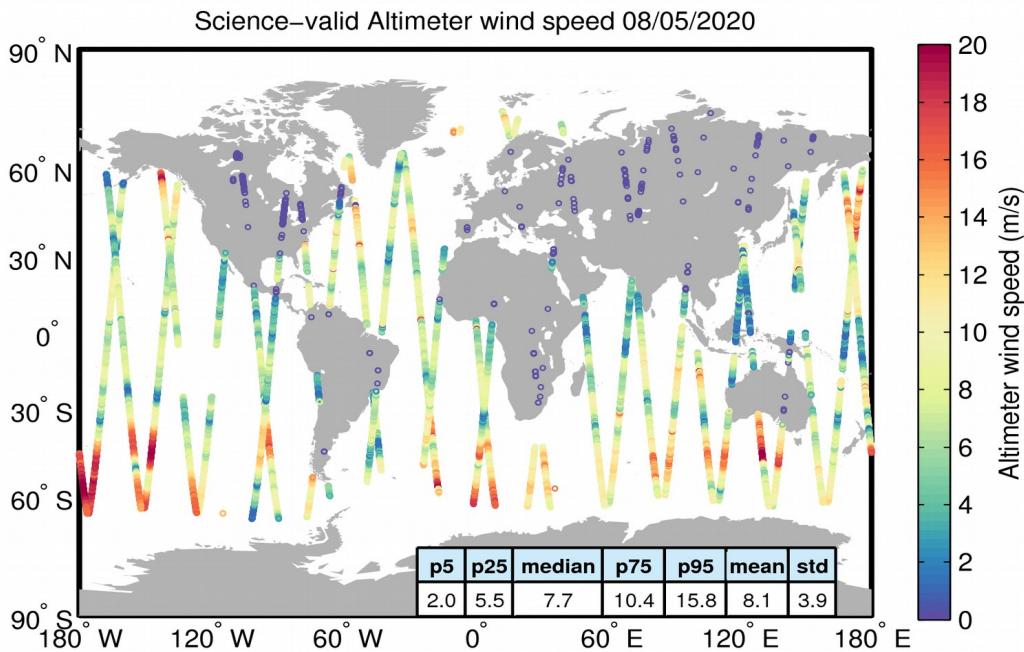 Science−valid Altimeter wind speed 08/05/2020
90° N
60° N
30° N
0°
30° S
60° S
90° S
180° W
120° W
60° W
0°
60° E
120° E
180° E
p5 p25 median p75 p95 mean std
2.0 5.5 7.7 10.4 15.8 8.1 3.9
20
18
16
14
12
10
8
6
4
2
0
Altimeter wind speed (m/s)